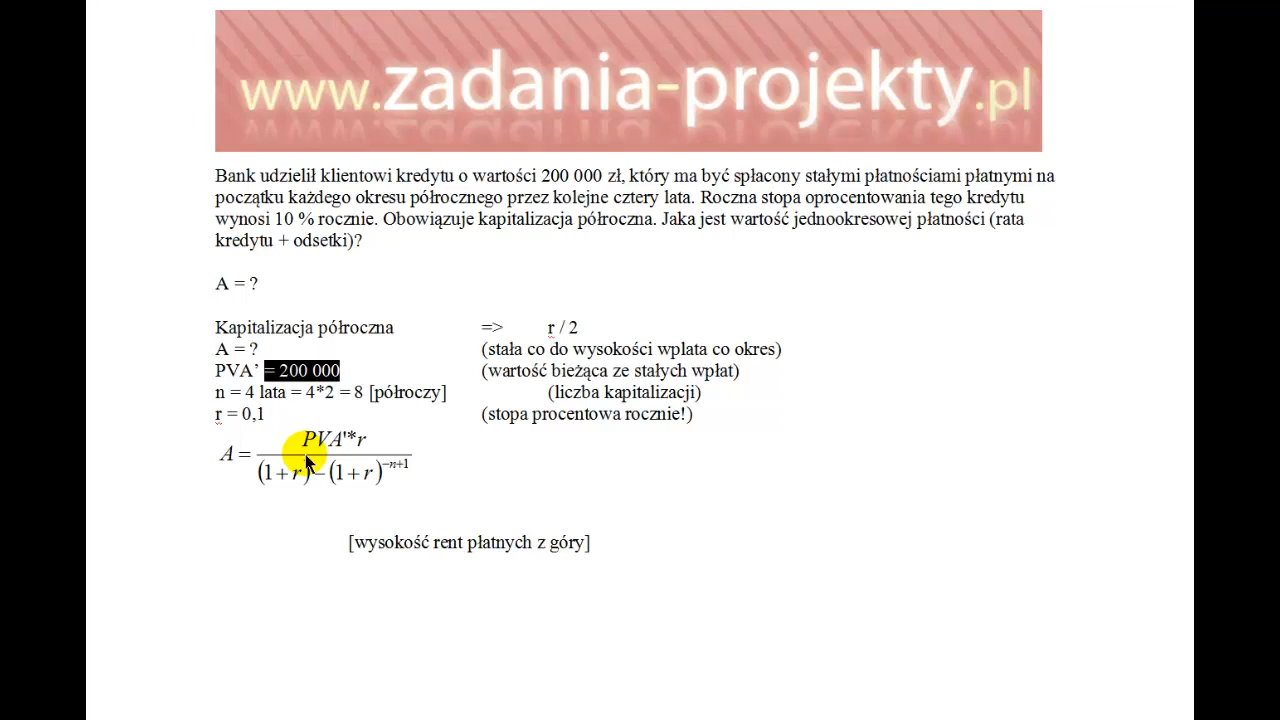 www.zadania-projekty.pl
Bank udzielił klientowi kredytu o wartości 200 000 zł, który ma być spłacony stałymi płatnościami płatnymi na
początku każdego okresu półrocznego przez kolejne cztery lata. Roczna stopa oprocentowania tego kredytu
wynosi 10 % rocznie. Obowiązuje kapitalizacja półroczna. Jaka jest wartość jednookresowej płatności (rata
kredytu + odsetki)?
A = ?
Kapitalizacja półroczna => r / 2
A = ? (stała co do wysokości wplata co okres)
PVA’ = 200 000 (wartość bieżąca ze stałych wpłat)
n = 4 lata = 4*2 = 8 [półroczy] (liczba kapitalizacji)
r = 0,1 (stopa procentowa rocznie!)
A = PVA'*r / (1+r)−(1+r)^−n+1
[wysokość rent płatnych z góry]